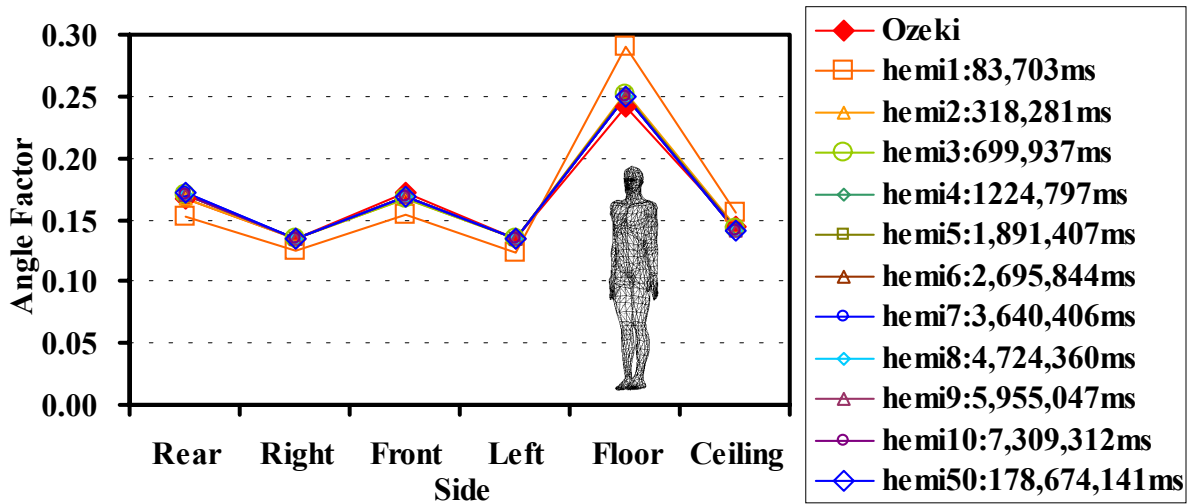 Angle Factor
0.30
0.25
0.20
0.15
0.10
0.05
0.00
Rear Right Front Left Floor Ceiling
Side
Ozeki
hemi1:83,703ms
hemi2:318,281ms
hemi3:699,937ms
hemi4:1224,797ms
hemi5:1,891,407ms
hemi6:2,695,844ms
hemi7:3,640,406ms
hemi8:4,724,360ms
hemi9:5,955,047ms
hemi10:7,309,312ms
hemi50:178,674,141ms